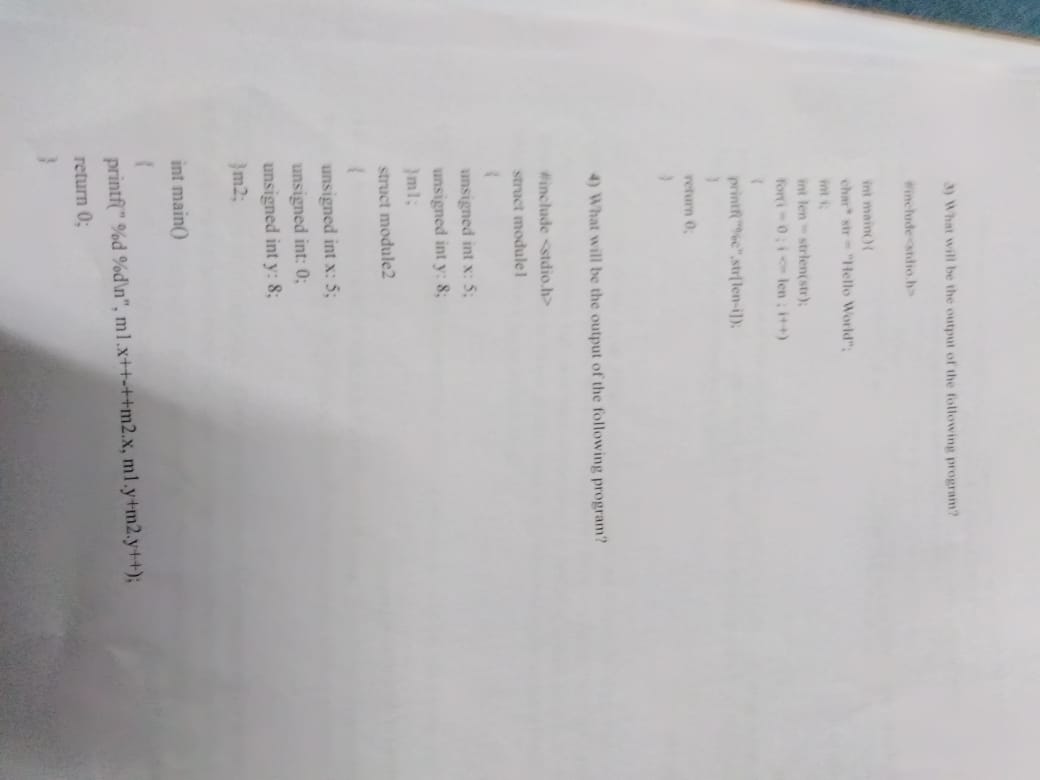 3) What will be the output of the following program?
#include<stdio.h>
int main(){
char* str = "Hello World";
int i;
int len = strlen(str);
for(i = 0 ; i <= len ; i++)
{
printf("%c",str[len-i]);
}
return 0;
}
4) What will be the output of the following program?
#include <stdio.h>
struct module1
{
unsigned int x: 5;
unsigned int y: 8;
}m1;
struct module2
{
unsigned int x: 5;
unsigned int: 0;
unsigned int y: 8;
}m2;
int main()
{
printf(" %d %d\n", m1.x++-++m2.x, m1.y+m2.y++);
return 0;
}